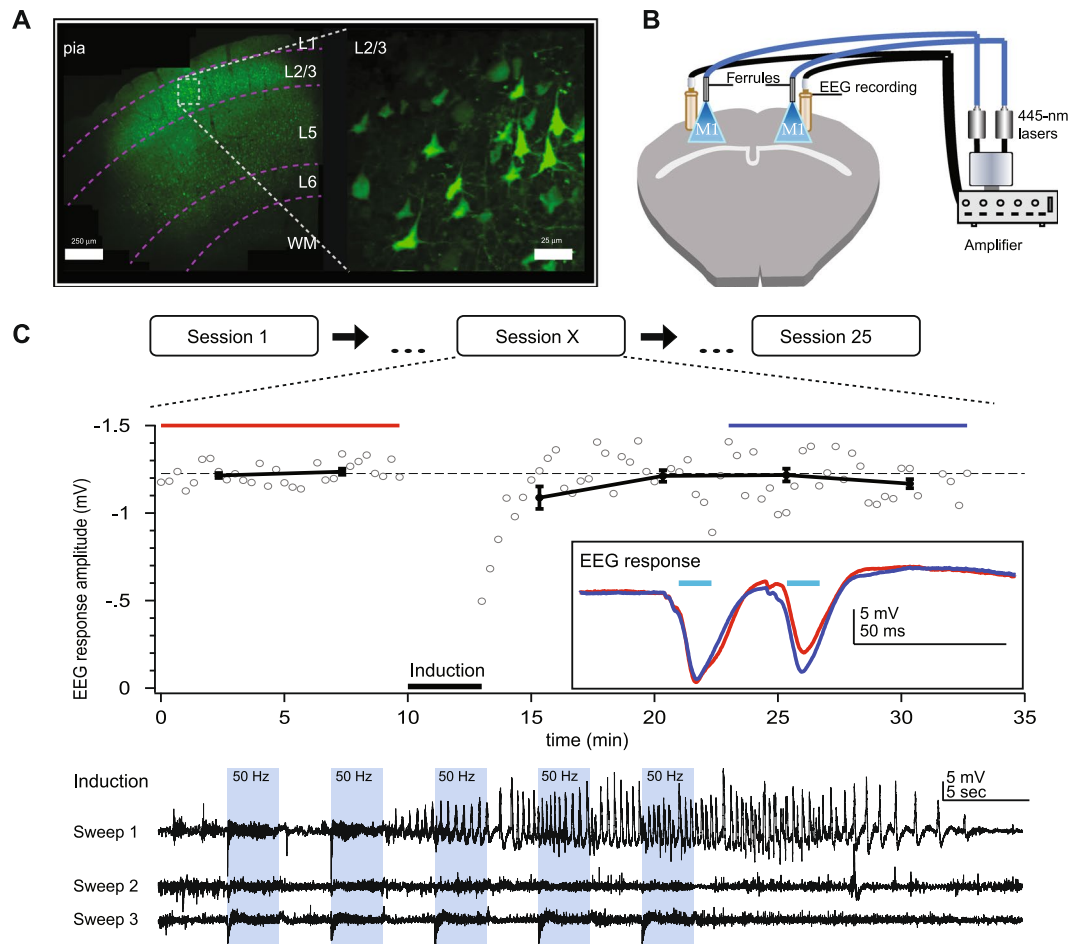 A
pia
L1
L2/3
L5
L6
WM
250 µm
L2/3
25 µm
B
Ferrules
EEG recording
M1
M1
445-nm
lasers
Amplifier
C
Session 1
Session X
Session 25
EEG response amplitude (mV)
-1.5
-1
-.5
0
Induction
EEG response
5 mV
50 ms
0
5
10
15
20
25
30
35
time (min)
Induction
50 Hz
50 Hz
50 Hz
50 Hz
50 Hz
5 mV
5 sec
Sweep 1
Sweep 2
Sweep 3